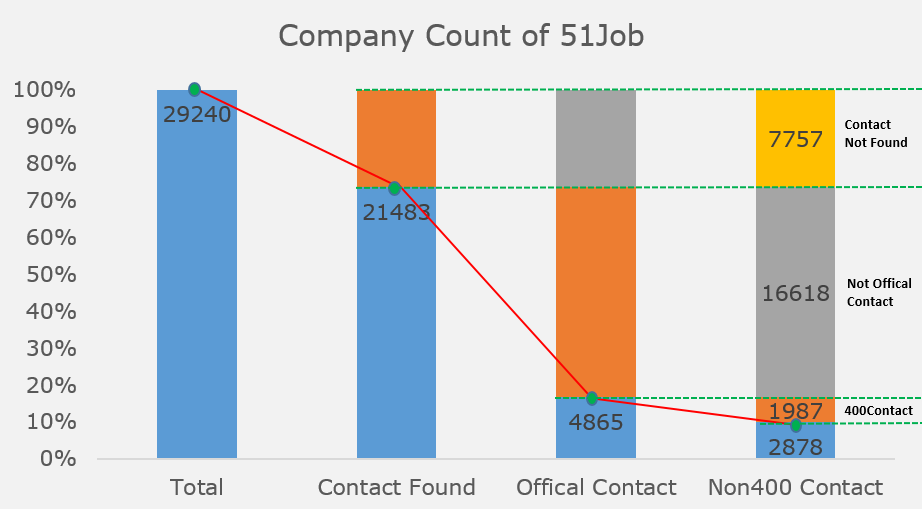 Company Count of 51Job
100%
90%
80%
70%
60%
50%
40%
30%
20%
10%
0%
29240
21483
4865
7757
16618
1987
2878
Contact
Not Found
Not Offical
Contact
400Contact
Total
Contact Found
Offical Contact
Non400 Contact